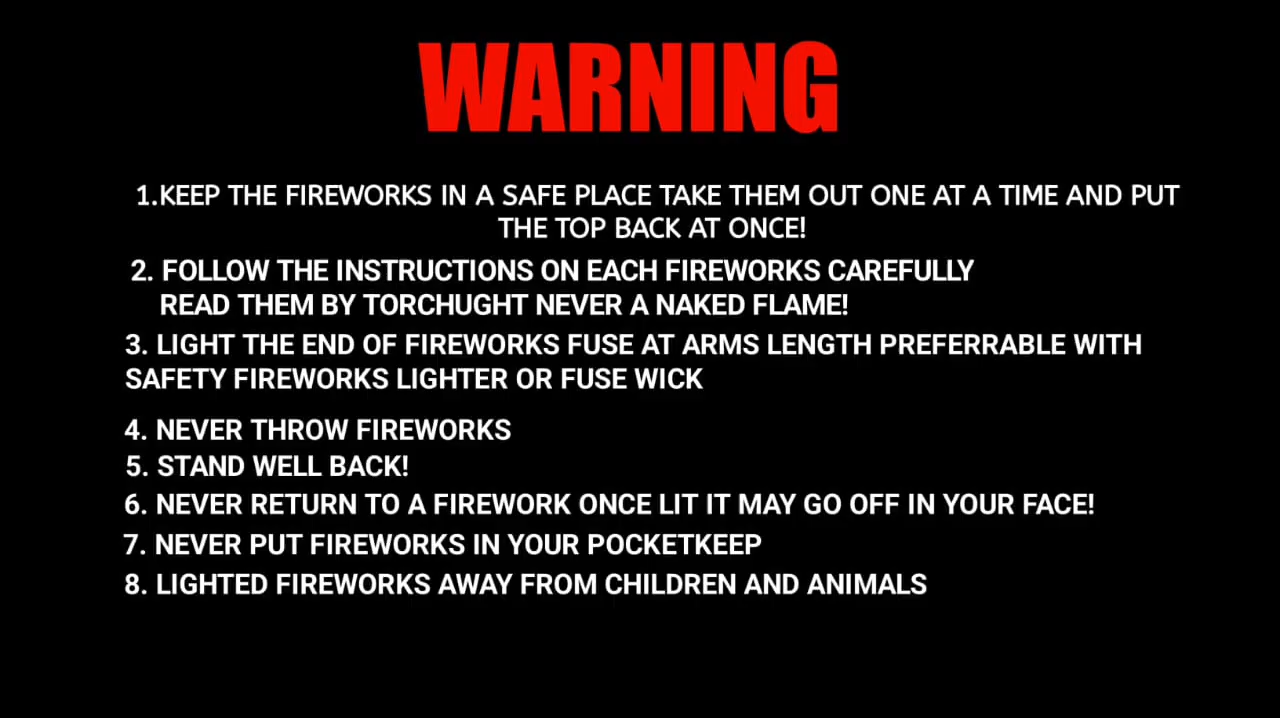 WARNING
1.KEEP THE FIREWORKS IN A SAFE PLACE TAKE THEM OUT ONE AT A TIME AND PUT
THE TOP BACK AT ONCE!
2. FOLLOW THE INSTRUCTIONS ON EACH FIREWORKS CAREFULLY
READ THEM BY TORCHUGHT NEVER A NAKED FLAME!
3. LIGHT THE END OF FIREWORKS FUSE AT ARMS LENGTH PREFERRABLE WITH
SAFETY FIREWORKS LIGHTER OR FUSE WICK
4. NEVER THROW FIREWORKS
5. STAND WELL BACK!
6. NEVER RETURN TO A FIREWORK ONCE LIT IT MAY GO OFF IN YOUR FACE!
7. NEVER PUT FIREWORKS IN YOUR POCKETKEEP
8. LIGHTED FIREWORKS AWAY FROM CHILDREN AND ANIMALS